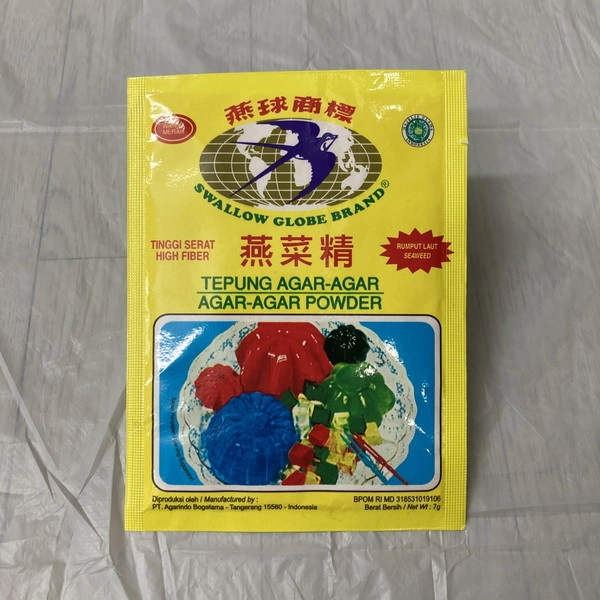 燕球商標
WARNA
MERAH
SWALLOW GLOBE BRAND®
TINGGI SERAT
HIGH FIBER
燕菜精
RUMPUT LAUT
SEAWEED
TEPUNG AGAR-AGAR
AGAR-AGAR POWDER
Diproduksi oleh / Manufactured by :
PT. Agarindo Bogatama - Tangerang 15560 - Indonesia
BPOM RI MD 318531019106
Berat Bersih / Net Wt : 7g